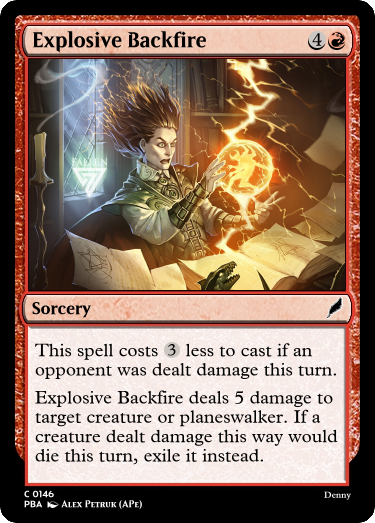 Explosive Backfire 4
FALLEN
Sorcery
This spell costs 3 less to cast if an
opponent was dealt damage this turn.
Explosive Backfire deals 5 damage to
target creature or planeswalker. If a
creature dealt damage this way would
die this turn, exile it instead.
C 0146
Denny
PBA ALEX PETRUK (APE)